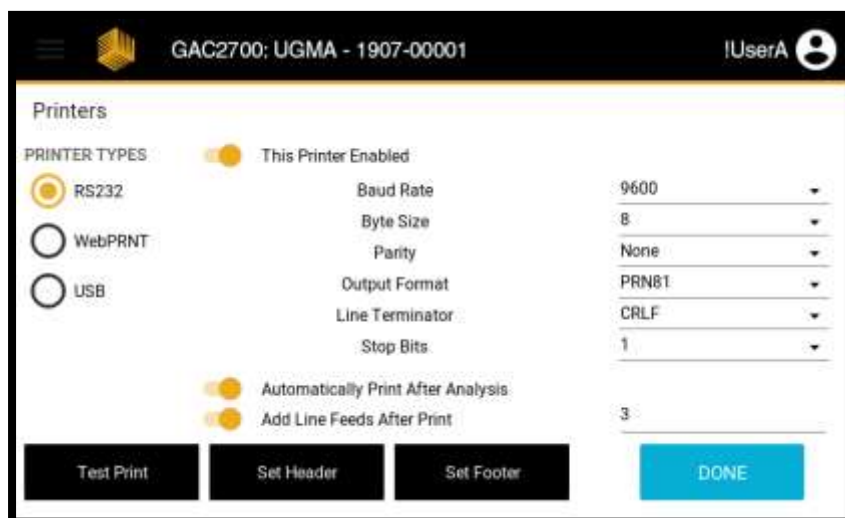 GAC2700: UGMA - 1907-00001 !UserA
Printers
PRINTER TYPES
This Printer Enabled
RS232
WebPRNT
USB
Baud Rate 9600
Byte Size 8
Parity None
Output Format PRN81
Line Terminator CRLF
Stop Bits 1
Automatically Print After Analysis
Add Line Feeds After Print 3
Test Print Set Header Set Footer DONE